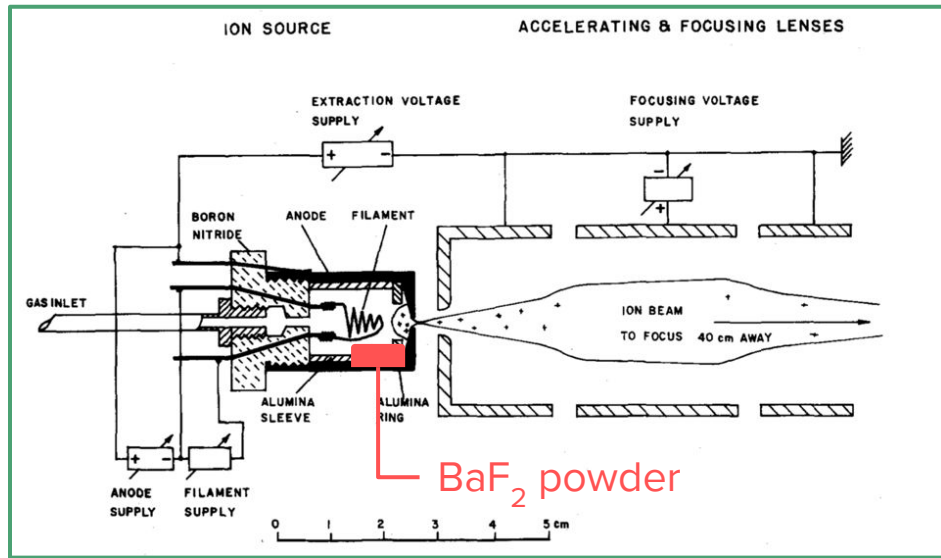 ION SOURCE
ACCELERATING & FOCUSING LENSES
EXTRACTION VOLTAGE
SUPPLY
FOCUSING VOLTAGE
SUPPLY
+ -
-
+
BORON
NITRIDE
ANODE
FILAMENT
GAS INLET
ION BEAM
TO FOCUS 40 cm AWAY
ALUMINA
SLEEVE
ALUMINA
RING
BaF2 powder
+ -
ANODE
SUPPLY
FILAMENT
SUPPLY
0 1 2 3 4 5 cm